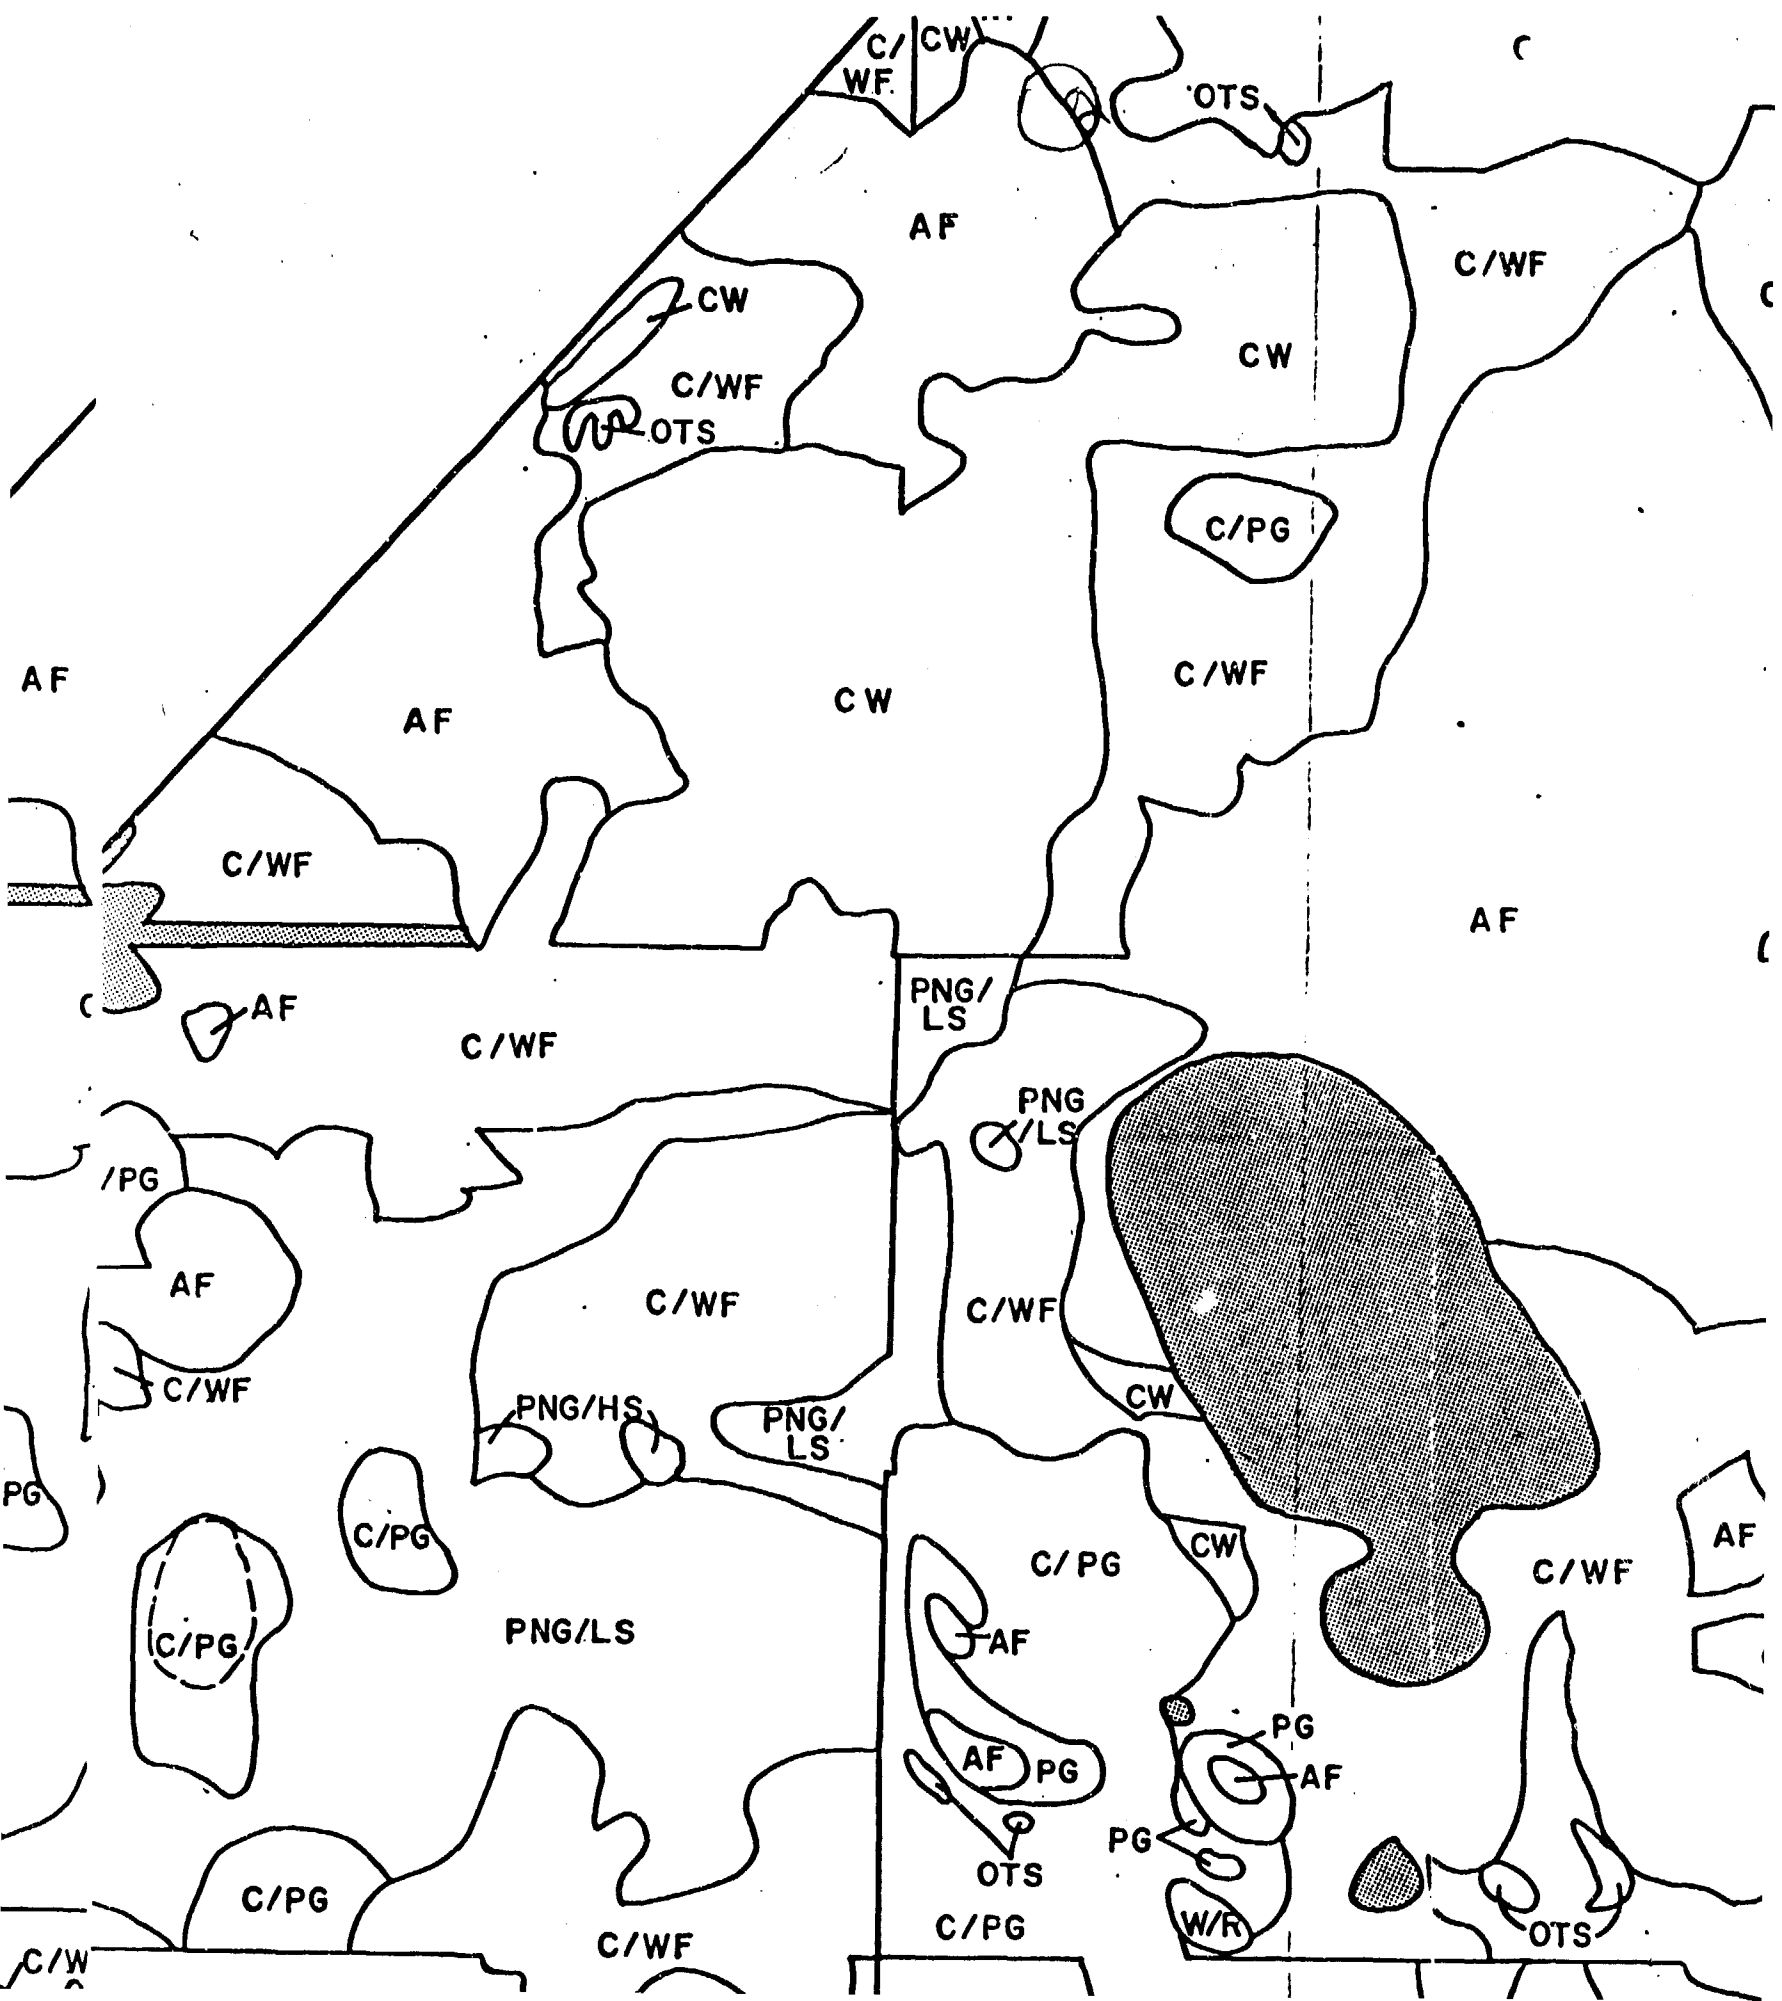 C/
WF
CW
OTS
AF
C/WF
CW
CW
C/WF
OTS
C/PG
C/WF
AF
AF
CW
C/WF
AF
PNG/
LS
AF
C/WF
PNG
/LS
/PG
AF
C/WF
C/WF
C/WF
CW
PNG/HS
PNG/
LS
PG
C/PG
CW
AF
C/PG
C/WF
C/PG
PNG/LS
AF
PG
AF
PG
AF
PG
OTS
C/PG
W/R
C/PG
C/WF
OTS
C/W